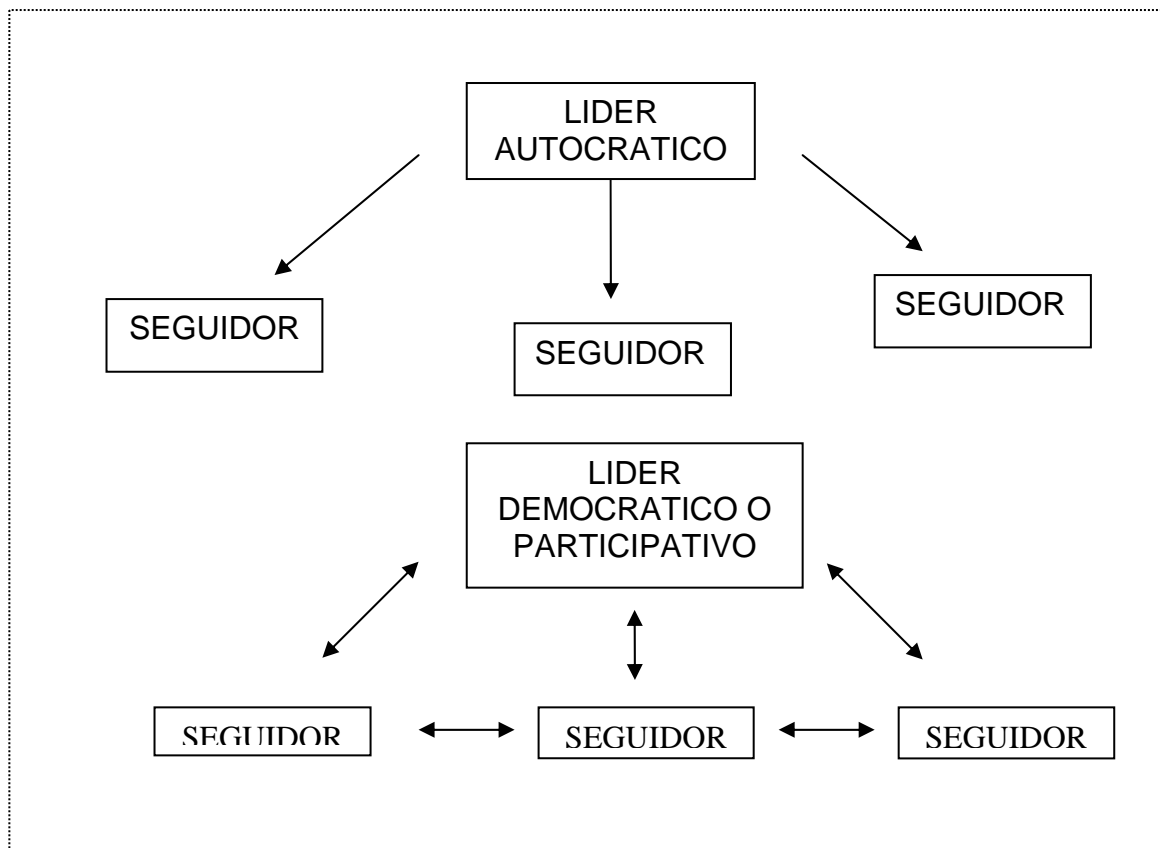 LIDER
AUTOCRATICO
SEGUIDOR
SEGUIDOR
SEGUIDOR
LIDER
DEMOCRATICO O
PARTICIPATIVO
SEGUIDOR
SEGUIDOR
SEGUIDOR